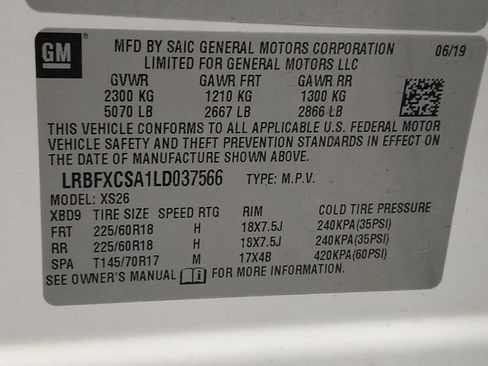 GM
MFD BY SAIC GENERAL MOTORS CORPORATION 06/19
LIMITED FOR GENERAL MOTORS LLC
GVWR GAWR FRT GAWR RR
2300 KG 1210 KG 1300 KG
5070 LB 2667 LB 2866 LB
THIS VEHICLE CONFORMS TO ALL APPLICABLE U.S. FEDERAL MOTOR
VEHICLE SAFETY AND THEFT PREVENTION STANDARDS IN EFFECT ON
THE DATE OF MANUFACTURE SHOWN ABOVE.
LRBFXCSA1LD037566 TYPE: M.P.V.
MODEL: XS26
XBD9 TIRE SIZE SPEED RTG RIM COLD TIRE PRESSURE
FRT 225/60R18 H 18X7.5J 240KPA(35PSI)
RR 225/60R18 H 18X7.5J 240KPA(35PSI)
SPA T145/70R17 M 17X4B 420KPA(60PSI)
SEE OWNER'S MANUAL FOR MORE INFORMATION.